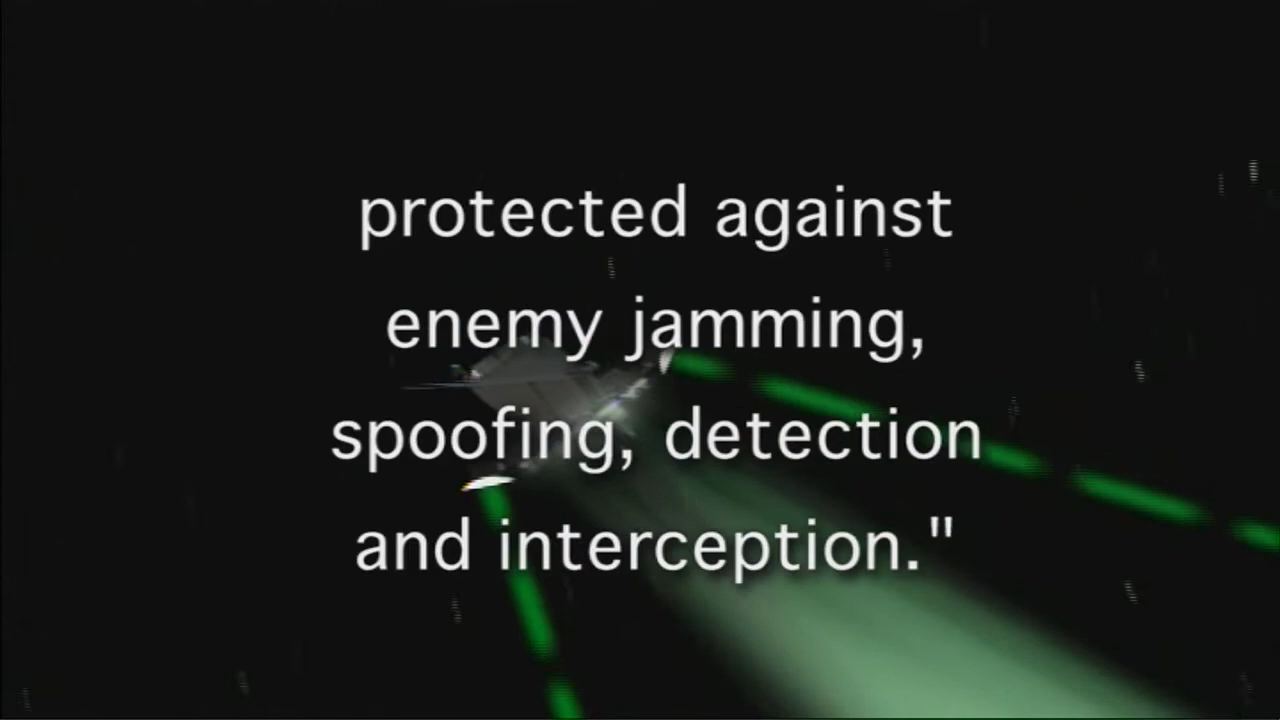 protected against
enemy jamming,
spoofing, detection
and interception."